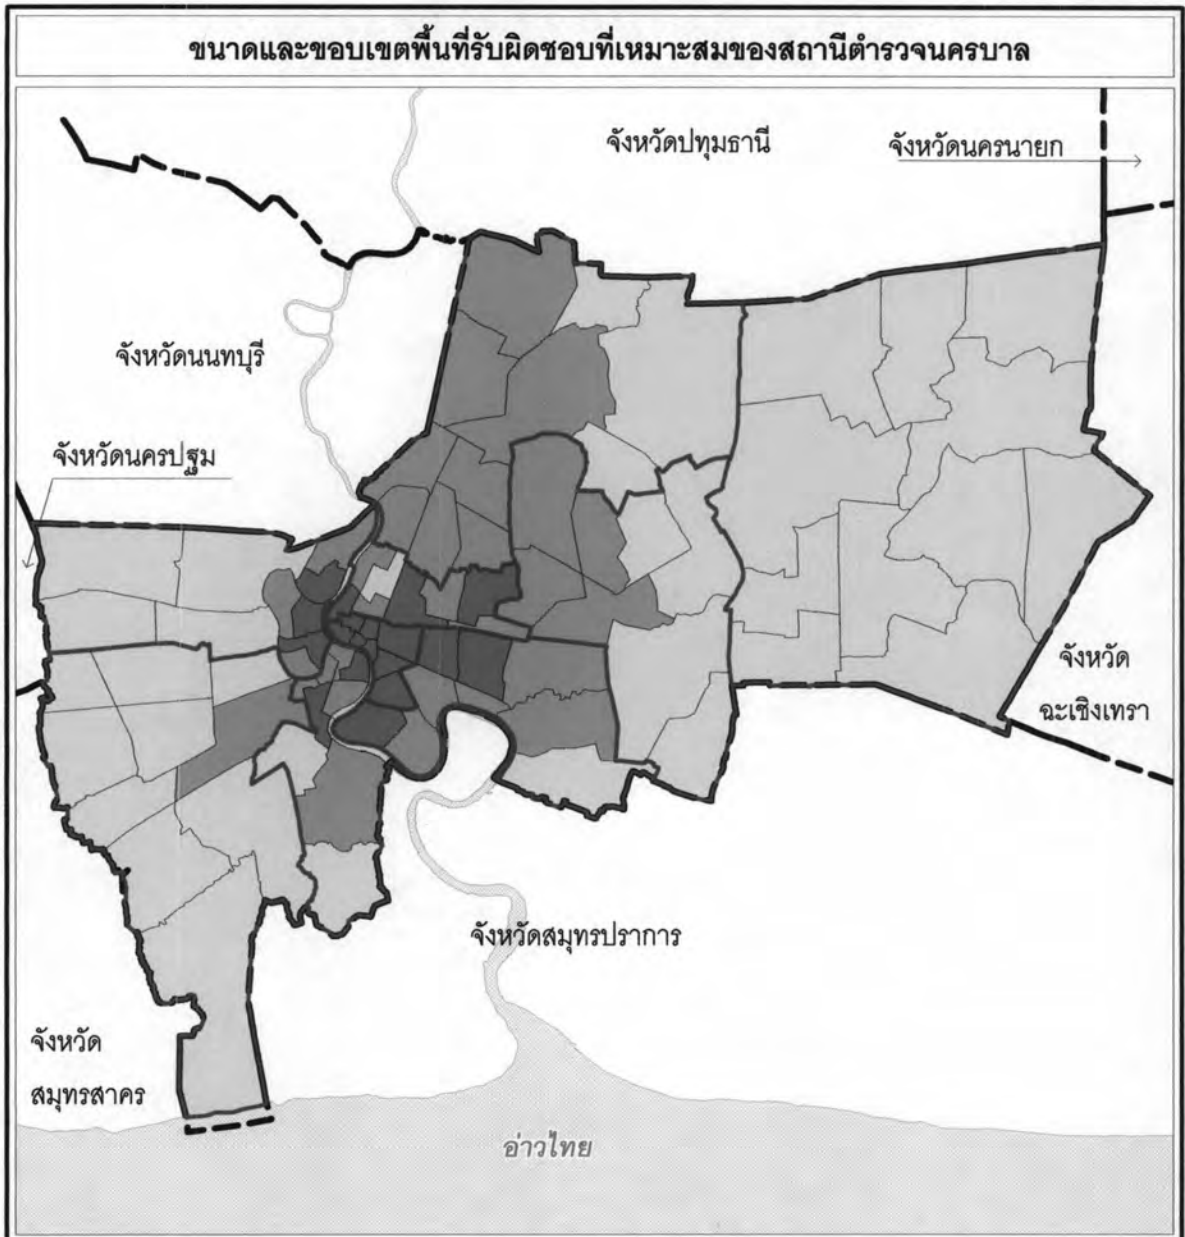 ขนาดและขอบเขตพื้นที่รับผิดชอบที่เหมาะสมของสถานีตำรวจนครบาล
จังหวัดปทุมธานี
จังหวัดนครนายก
จังหวัดนนทบุรี
จังหวัดนครปฐม
จังหวัด
ฉะเชิงเทรา
จังหวัดสมุทรปราการ
จังหวัด
สมุทรสาคร
อ่าวไทย